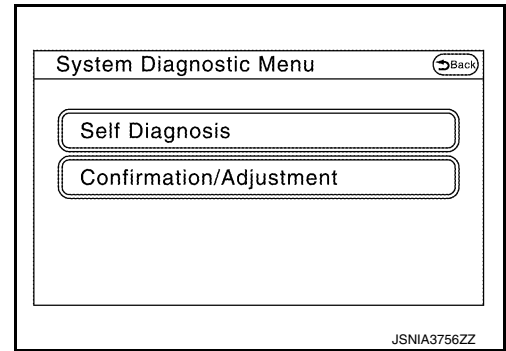 System Diagnostic Menu
Back
Self Diagnosis
Confirmation/Adjustment
JSNIA3756ZZ